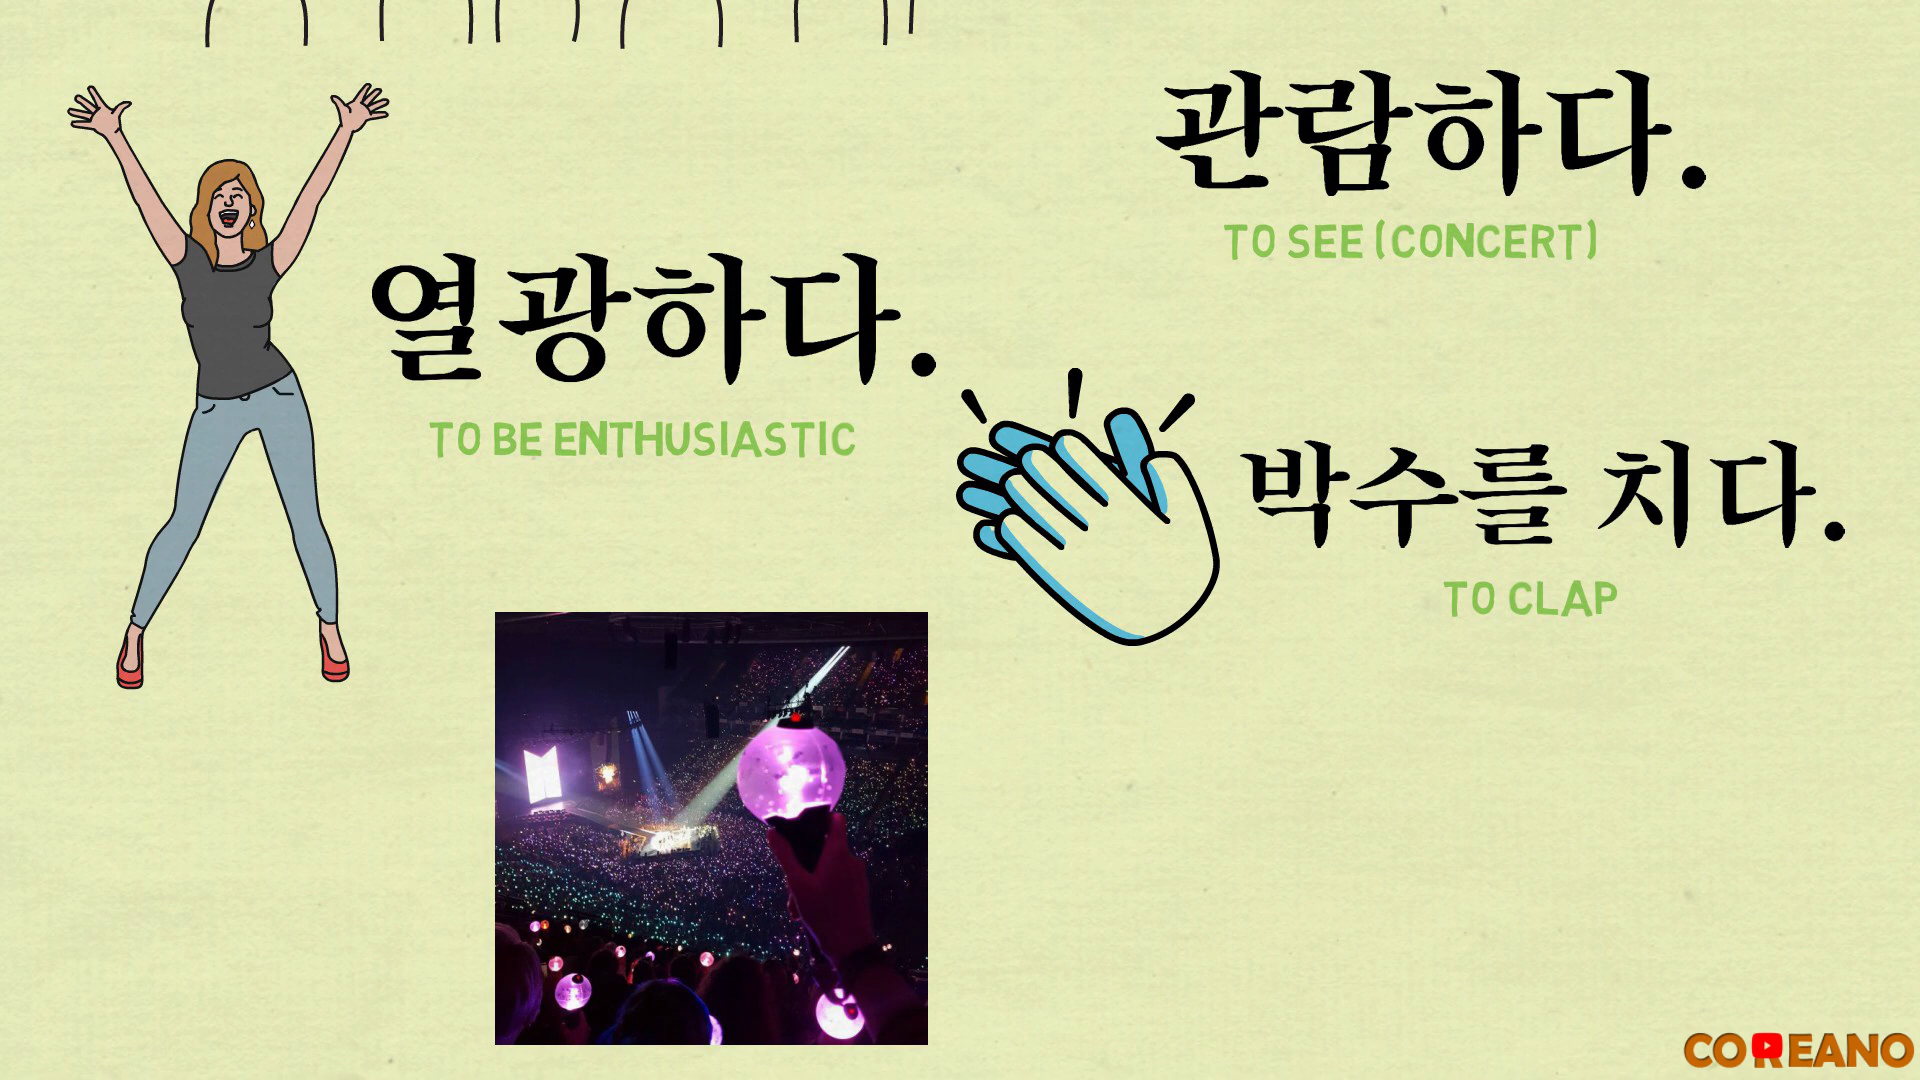 관람하다.
TO SEE (CONCERT)
열광하다.
TO BE ENTHUSIASTIC
박수를 치다.
TO CLAP
COREANO